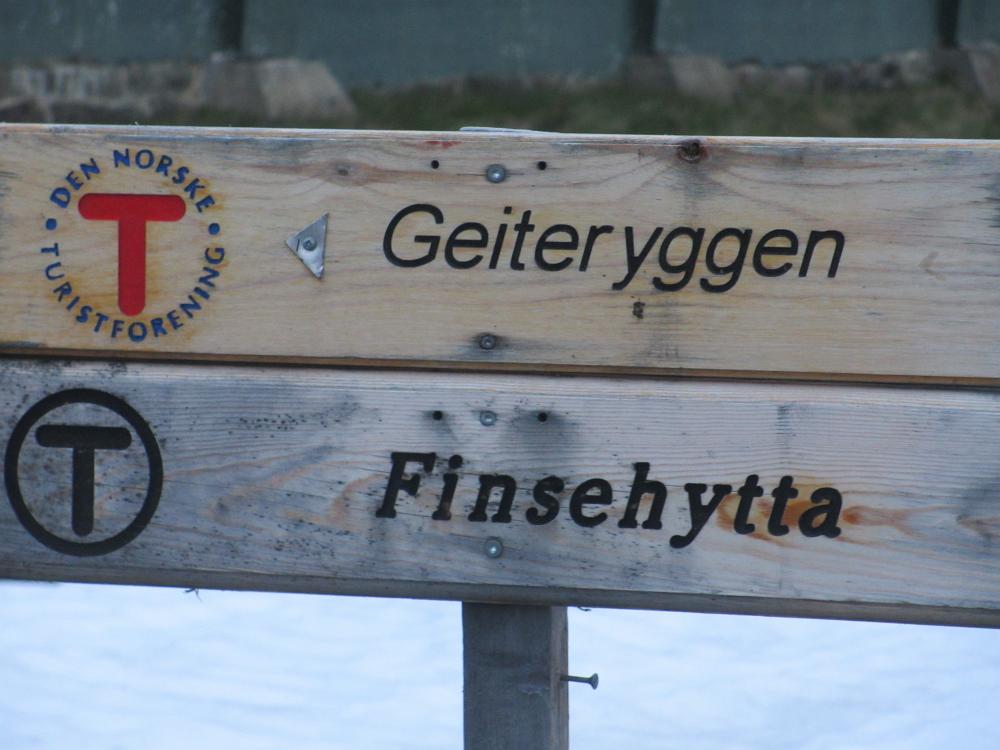 DEN NORSKE
TURISTFORENING
T
Geiteryggen
T
Finsehytta